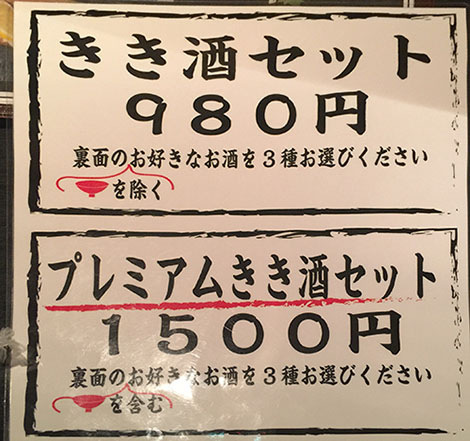 きき酒セット
980円
裏面のお好きなお酒を3種お選びください
を除く
プレミアムきき酒セット
1500円
裏面のお好きなお酒を3種お選びください
を含む